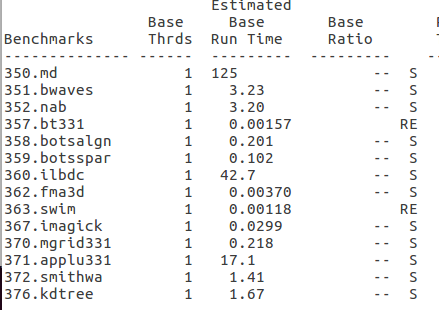 Estimated
                  Base     Base       Base
Benchmarks        Thrds  Run Time     Ratio
-------------- ------  ---------  ---------
350.md                1  125               --  S
351.bwaves            1    3.23            --  S
352.nab               1    3.20            --  S
357.bt331             1    0.00157            RE
358.botsalgn          1    0.201           --  S
359.botsspar          1    0.102           --  S
360.ilbdc             1   42.7             --  S
362.fma3d             1    0.00370         --  S
363.swim              1    0.00118            RE
367.imagick           1    0.0299          --  S
370.mgrid331          1    0.218           --  S
371.applu331          1   17.1             --  S
372.smithwa           1    1.41            --  S
376.kdtree            1    1.67            --  S